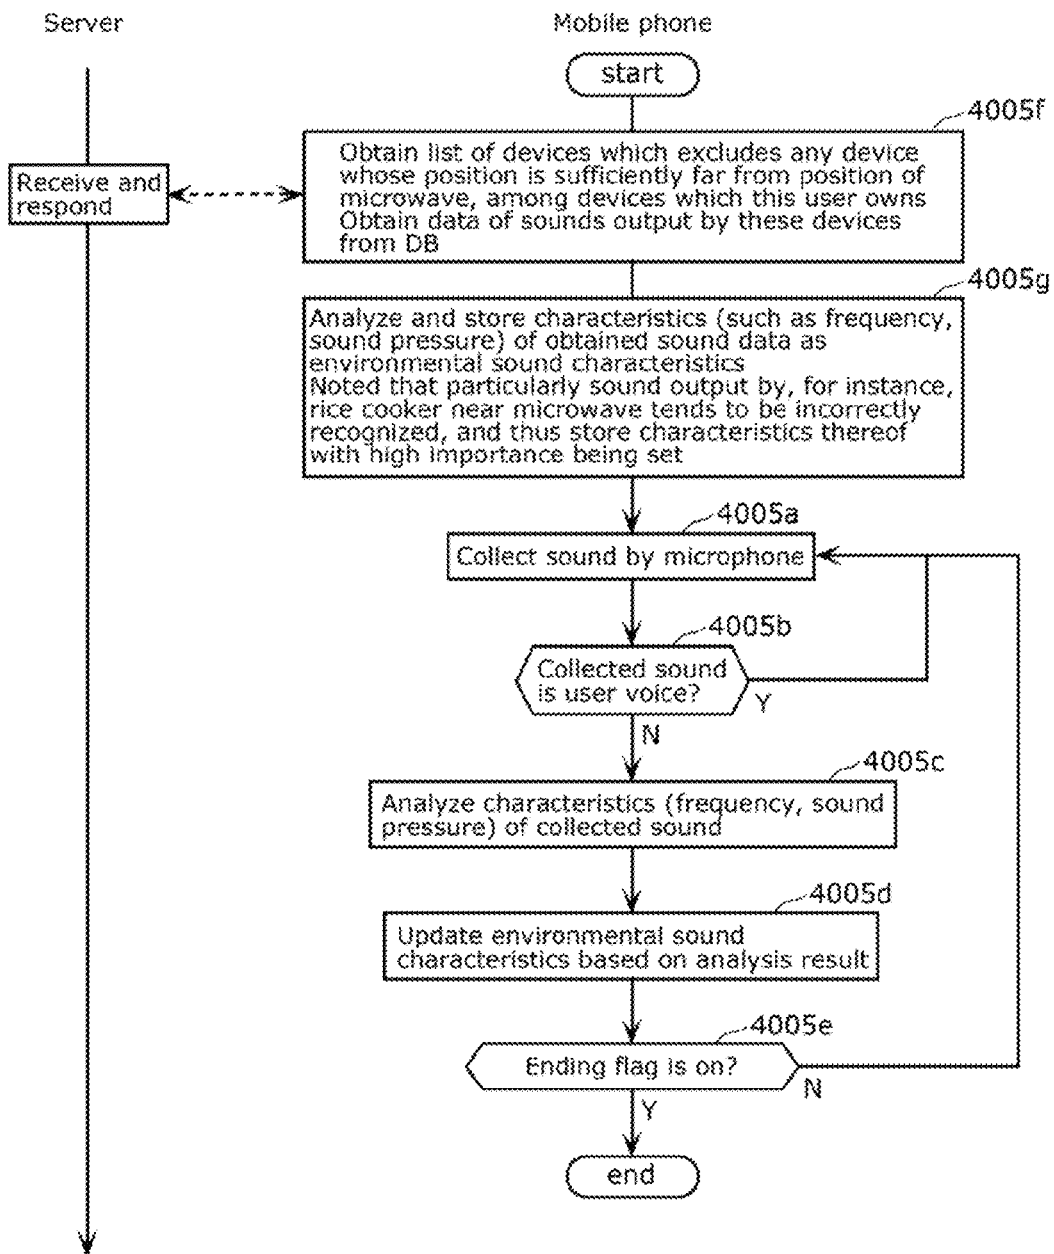 Server
Mobile phone
start
4005f
Obtain list of devices which excludes any device
whose position is sufficiently far from position of
microwave, among devices which this user owns
Obtain data of sounds output by these devices
from DB
Receive and
respond
4005g
Analyze and store characteristics (such as frequency,
sound pressure) of obtained sound data as
environmental sound characteristics
Noted that particularly sound output by, for instance,
rice cooker near microwave tends to be incorrectly
recognized, and thus store characteristics thereof
with high importance being set
4005a
Collect sound by microphone
4005b
Collected sound
is user voice?
Y
N
4005c
Analyze characteristics (frequency, sound
pressure) of collected sound
4005d
Update environmental sound
characteristics based on analysis result
4005e
Ending flag is on?
N
Y
end